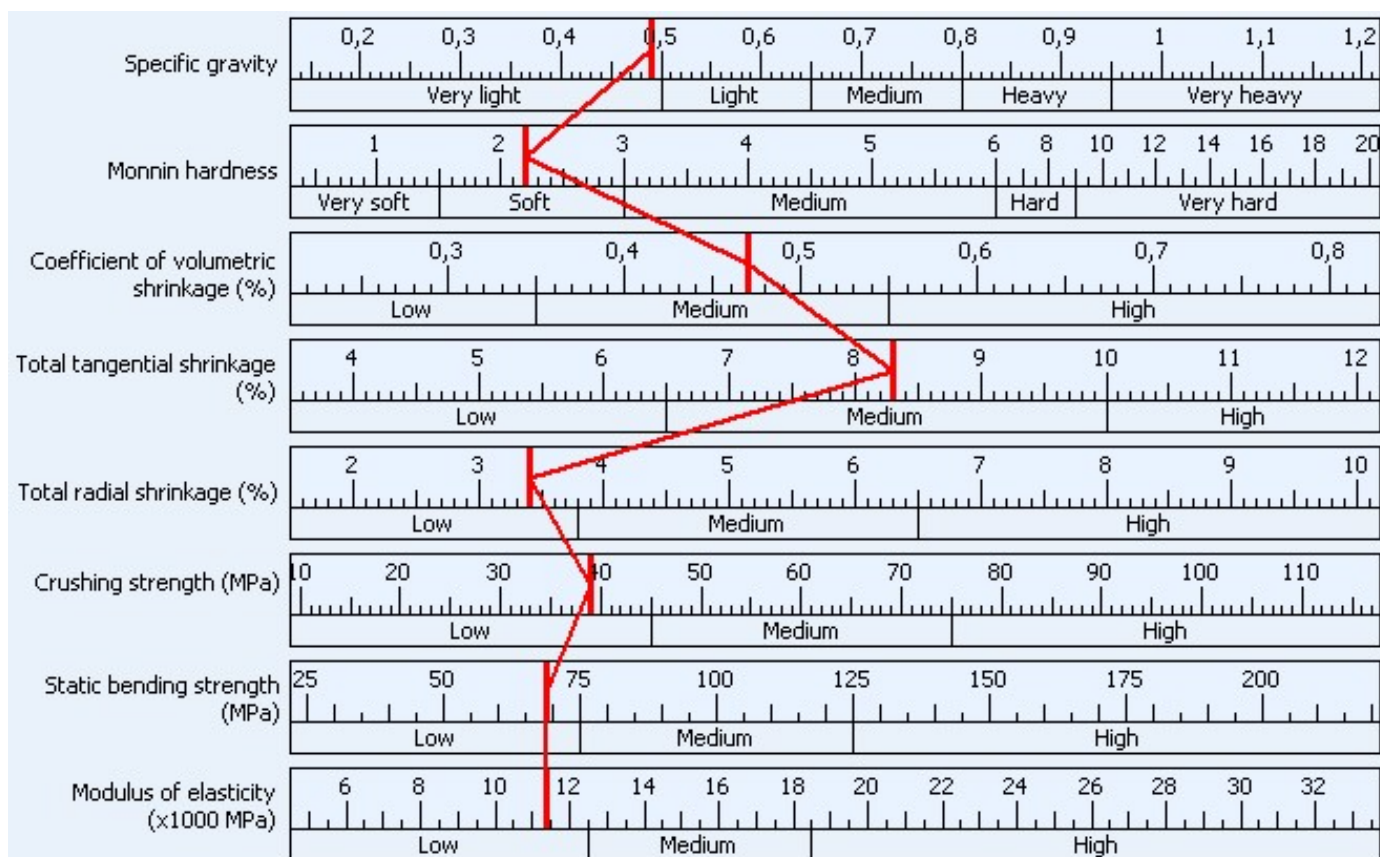 0,2 0,3 0,4 0,5 0,6 0,7 0,8 0,9 1 1,1 1,2
Specific gravity
Very light Light Medium Heavy Very heavy
1 2 3 4 5 6 8 10 12 14 16 18 20
Monnin hardness
Very soft Soft Medium Hard Very hard
0,3 0,4 0,5 0,6 0,7 0,8
Coefficient of volumetric
shrinkage (%)
Low Medium High
4 5 6 7 8 9 10 11 12
Total tangential shrinkage
(%)
Low Medium High
2 3 4 5 6 7 8 9 10
Total radial shrinkage (%)
Low Medium High
10 20 30 40 50 60 70 80 90 100 110
Crushing strength (MPa)
Low Medium High
25 50 75 100 125 150 175 200
Static bending strength
(MPa)
Low Medium High
6 8 10 12 14 16 18 20 22 24 26 28 30 32
Modulus of elasticity
(x1000 MPa)
Low Medium High